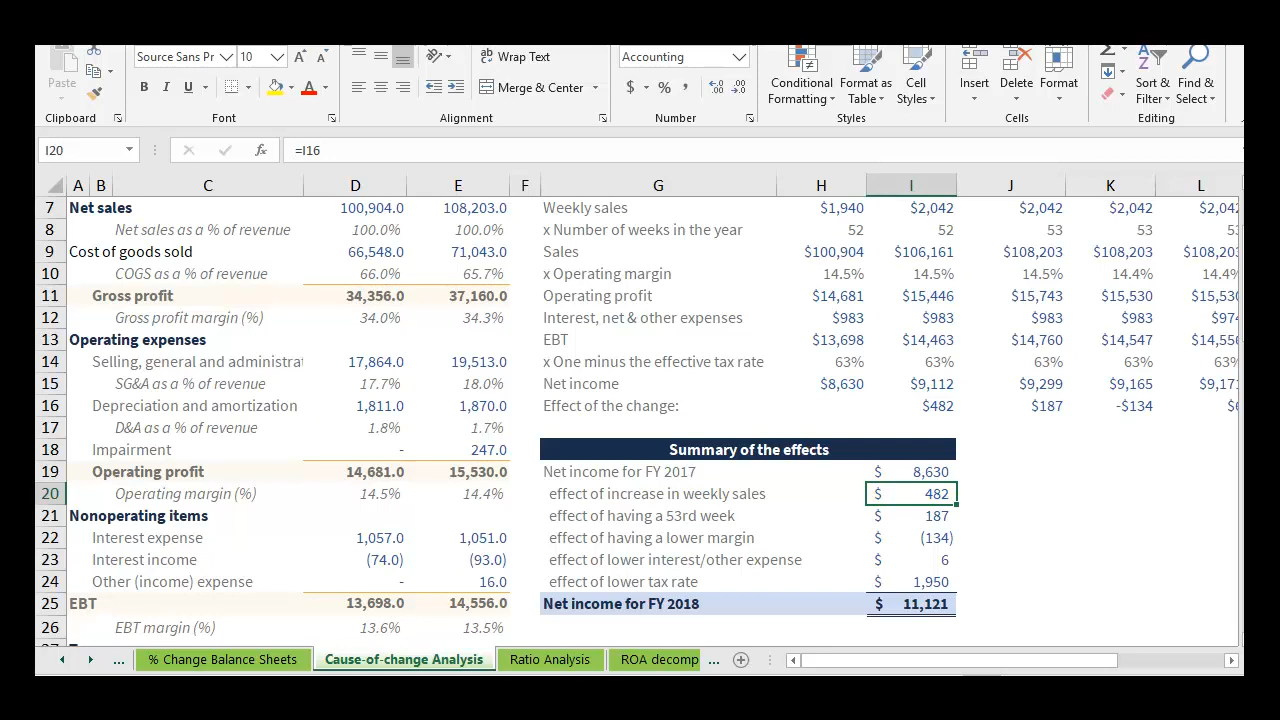 Source Sans Pr 10 Wrap Text Accounting
Paste B I U Merge & Center $ % , Conditional Formatting Format as Table Cell Styles Insert Delete Format Sort & Filter Find & Select
Clipboard Font Alignment Number Styles Cells Editing
I20 fx =I16
A B C D E F G H I J K L
7 Net sales 100,904.0 108,203.0 Weekly sales $1,940 $2,042 $2,042 $2,042 $2,042
8 Net sales as a % of revenue 100.0% 100.0% x Number of weeks in the year 52 52 53 53
9 Cost of goods sold 66,548.0 71,043.0 Sales $100,904 $106,161 $108,203 $108,203 $108,203
10 COGS as a % of revenue 66.0% 65.7% x Operating margin 14.5% 14.5% 14.5% 14.4% 14.4%
11 Gross profit 34,356.0 37,160.0 Operating profit $14,681 $15,446 $15,743 $15,530 $15,530
12 Gross profit margin (%) 34.0% 34.3% Interest, net & other expenses $983 $983 $983 $983 $974
13 Operating expenses EBT $13,698 $14,463 $14,760 $14,547 $14,556
14 Selling, general and administrat 17,864.0 19,513.0 x One minus the effective tax rate 63% 63% 63% 63% 63%
15 SG&A as a % of revenue 17.7% 18.0% Net income $8,630 $9,112 $9,299 $9,165 $9,171
16 Depreciation and amortization 1,811.0 1,870.0 Effect of the change: $482 $187 -$134
17 D&A as a % of revenue 1.8% 1.7%
18 Impairment - 247.0 Summary of the effects
19 Operating profit 14,681.0 15,530.0 Net income for FY 2017 $ 8,630
20 Operating margin (%) 14.5% 14.4% effect of increase in weekly sales $ 482
21 Nonoperating items effect of having a 53rd week $ 187
22 Interest expense 1,057.0 1,051.0 effect of having a lower margin $ (134)
23 Interest income (74.0) (93.0) effect of lower interest/other expense $ 6
24 Other (income) expense - 16.0 effect of lower tax rate $ 1,950
25 EBT 13,698.0 14,556.0 Net income for FY 2018 $ 11,121
26 EBT margin (%) 13.6% 13.5%
... % Change Balance Sheets Cause-of-change Analysis Ratio Analysis ROA decomp ...